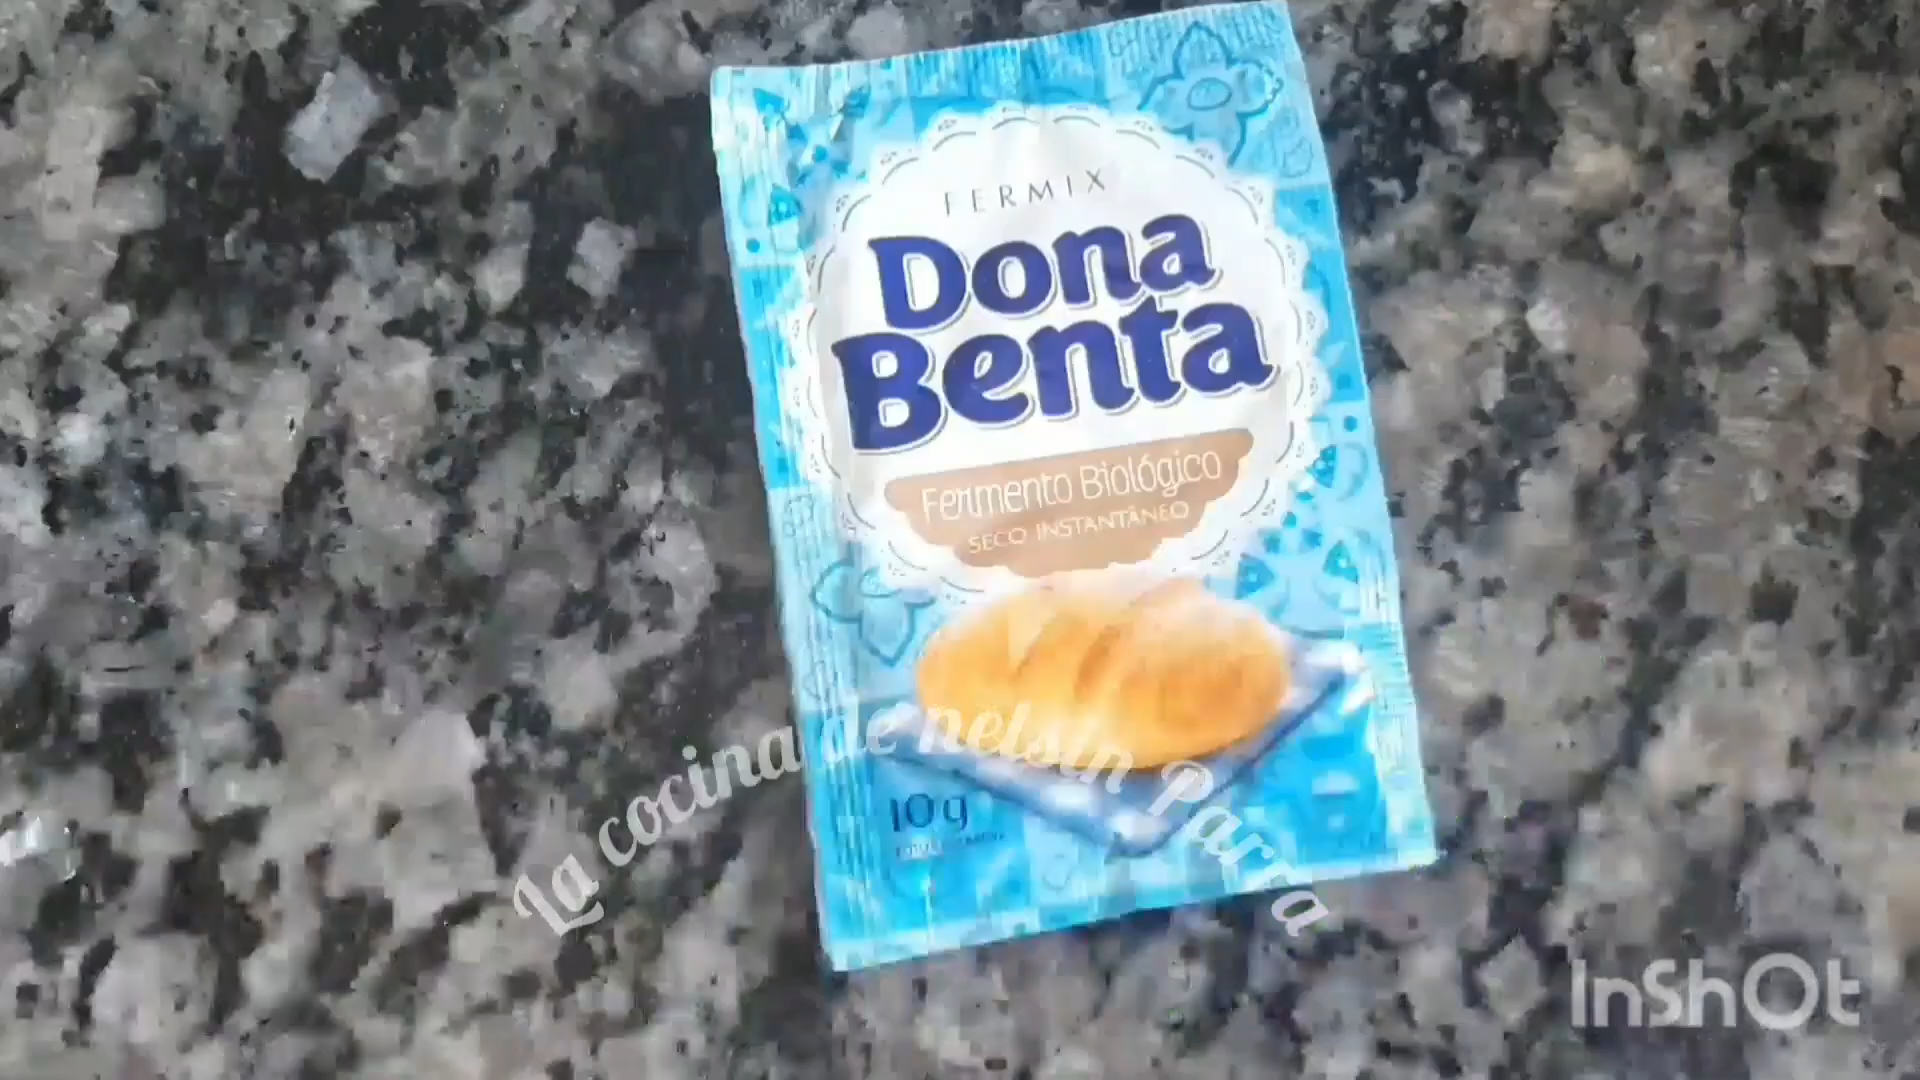 FERMIX
Dona
Benta
Fermento Biológico
SECO INSTANTÂNEO
La cocina de nelsin Parra
10g
InShOt